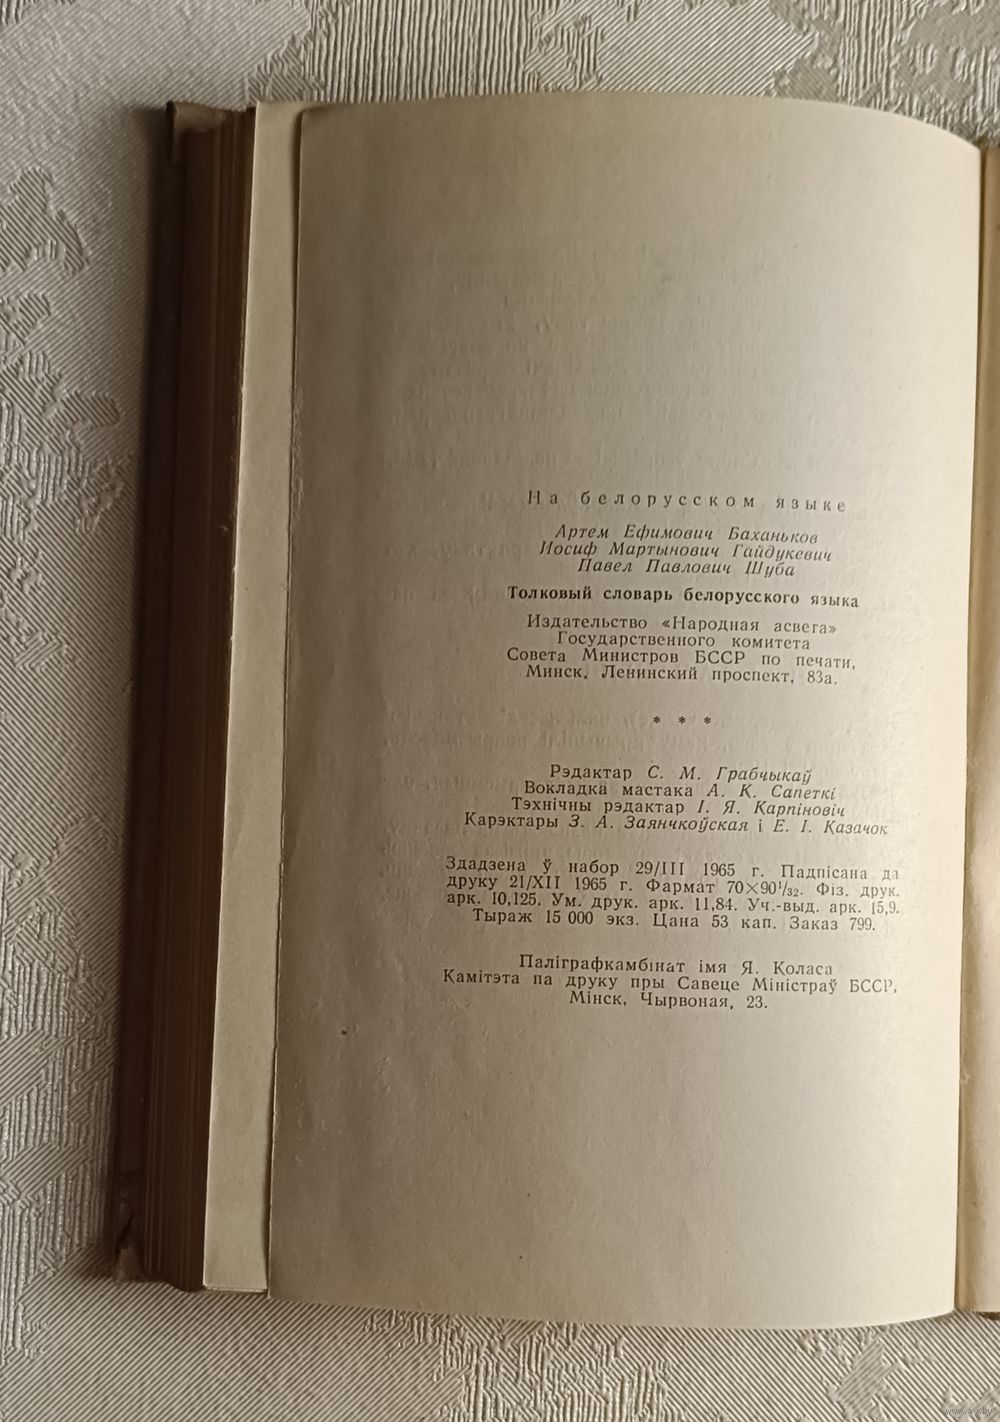 На белорусском языке
Артем Ефимович Баханьков
Иосиф Мартынович Гайдукевич
Павел Павлович Шуба
Толковый словарь белорусского языка
Издательство «Народная асвета»
Государственного комитета
Совета Министров БССР по печати,
Минск, Ленинский проспект, 83а.
* * *
Рэдактар С. М. Грабчыкаў
Вокладка мастака А. К. Сапеткі
Тэхнічны рэдактар І. Я. Карпіновіч
Карэктары З. А. Заянчкоўская і Е. І. Казачок
Здадзена ў набор 29/III 1965 г. Падпісана да
друку 21/XII 1965 г. Фармат 70×90¹/₃₂. Фіз. друк.
арк. 10,125. Ум. друк. арк. 11,84. Уч.-выд. арк. 15,9.
Тыраж 15 000 экз. Цана 53 кап. Заказ 799.
Паліграфкамбінат імя Я. Коласа
Камітэта па друку пры Савеце Міністраў БССР,
Мінск, Чырвоная, 23.